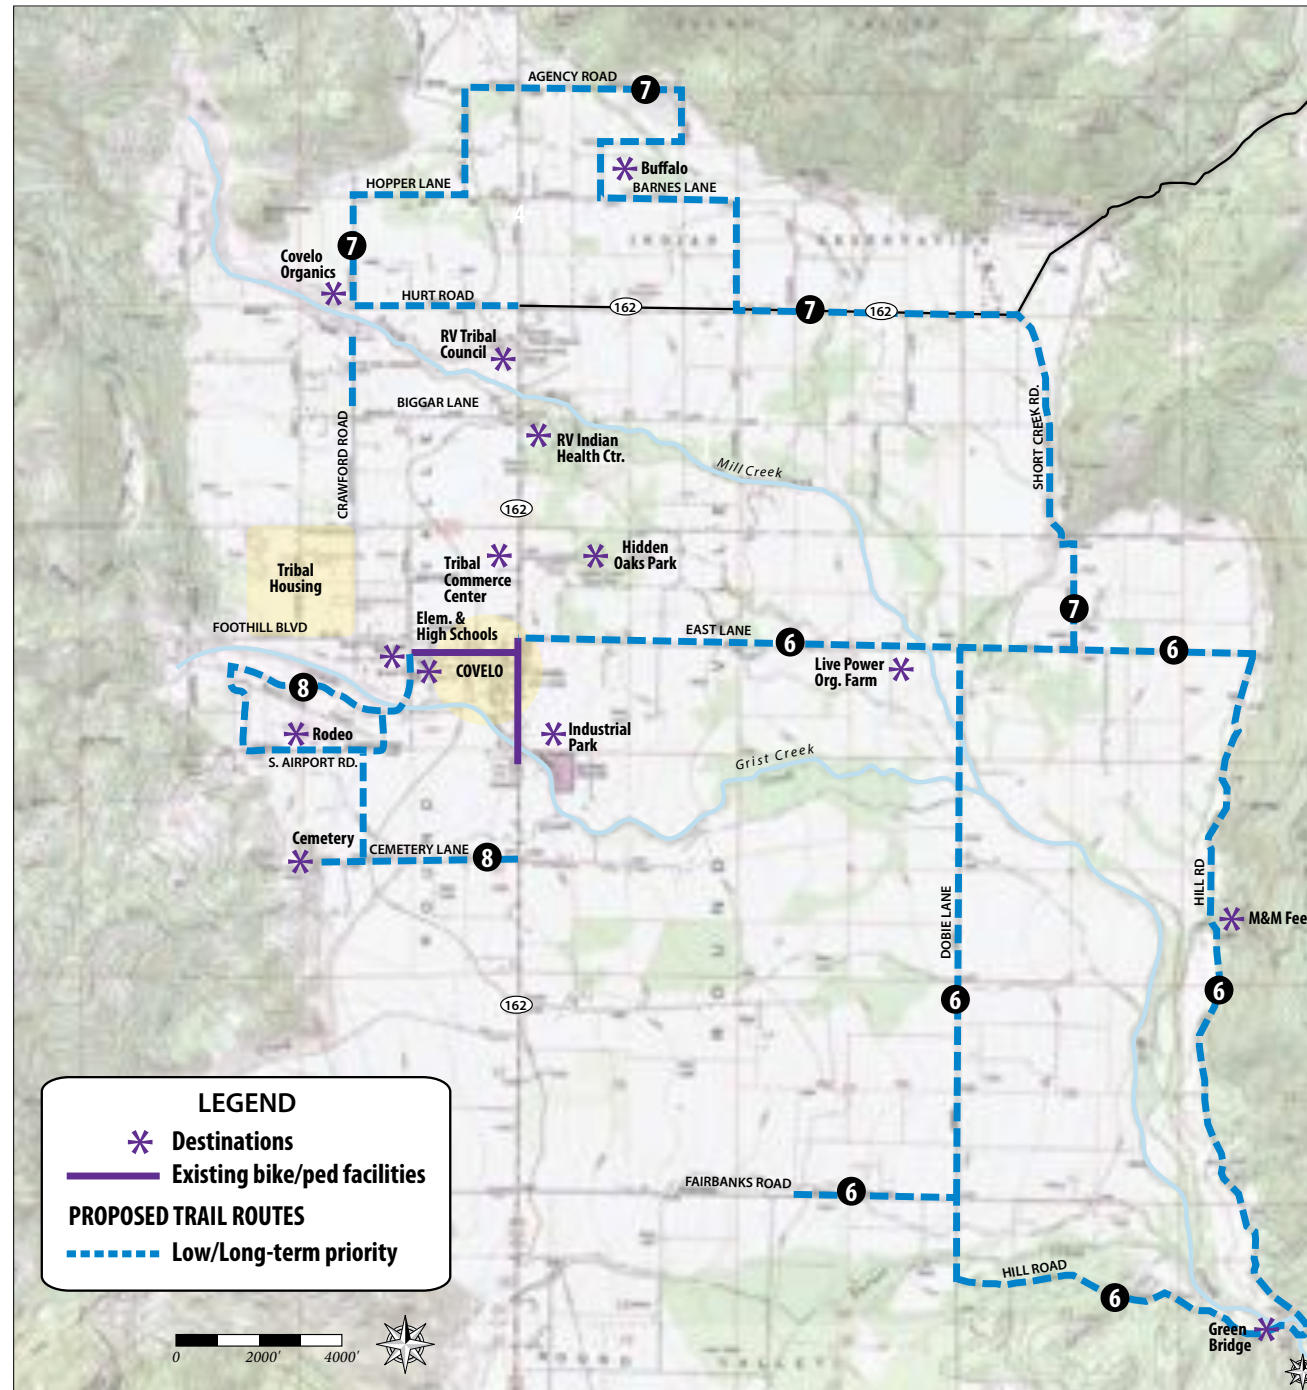 AGENCY ROAD
7
Buffalo
BARNES LANE
HOPPER LANE
4
7
Covelo
Organics
HURT ROAD
162
7
162
RV Tribal
Council
SHORT CREEK RD.
BIGGAR LANE
CRAWFORD ROAD
RV Indian
Health Ctr.
Mill Creek
162
Tribal
Housing
Tribal
Commerce
Center
Hidden
Oaks Park
7
FOOTHILL BLVD
Elem. &
High Schools
EAST LANE
6
6
COVELO
Live Power
Org. Farm
8
Rodeo
S. AIRPORT RD.
Industrial
Park
Grist Creek
Cemetery
CEMETERY LANE
8
DOBIE LANE
HILL RD
M&M Fee
6
6
162
FAIRBANKS ROAD
6
HILL ROAD
6
Green
Bridge
LEGEND
Destinations
Existing bike/ped facilities
PROPOSED TRAIL ROUTES
Low/Long-term priority
0 2000' 4000'
ROUND VALLEY